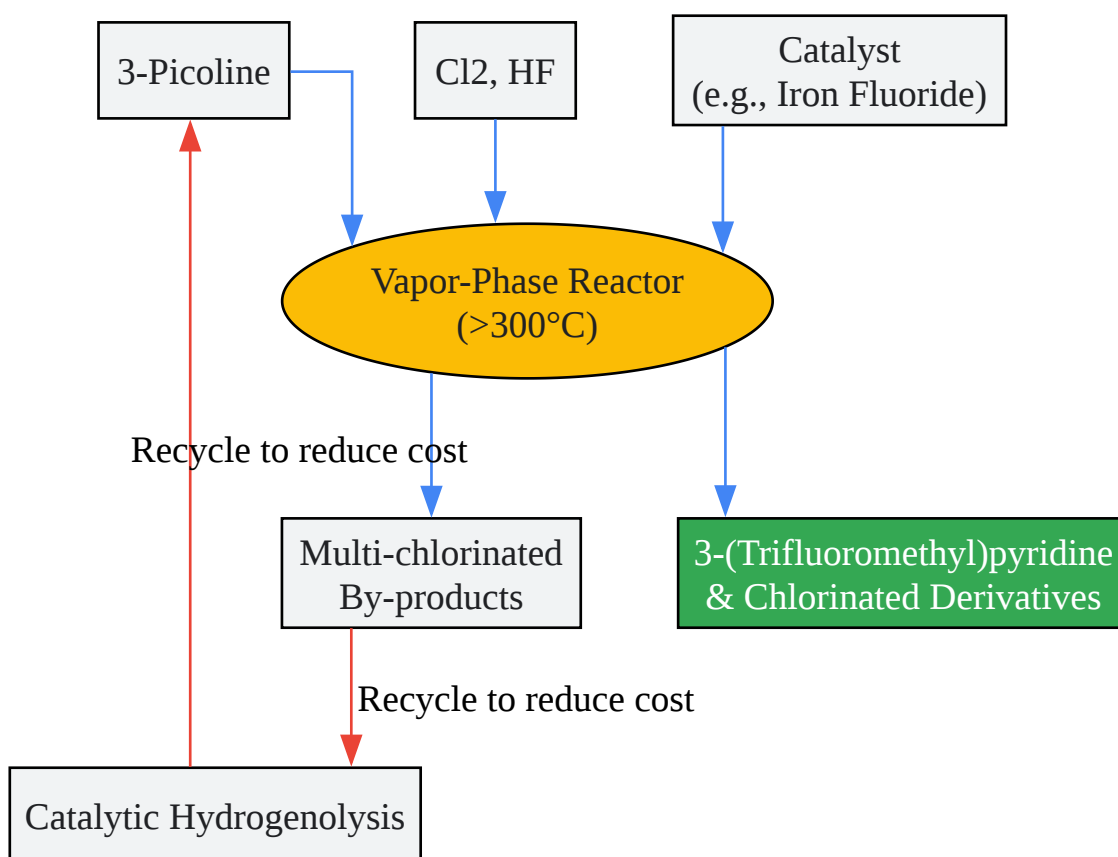 3-Picoline
Cl2, HF
Catalyst
(e.g., Iron Fluoride)
Vapor-Phase Reactor
(>300°C)
Recycle to reduce cost
Multi-chlorinated
By-products
3-(Trifluoromethyl)pyridine
& Chlorinated Derivatives
Recycle to reduce cost
Catalytic Hydrogenolysis